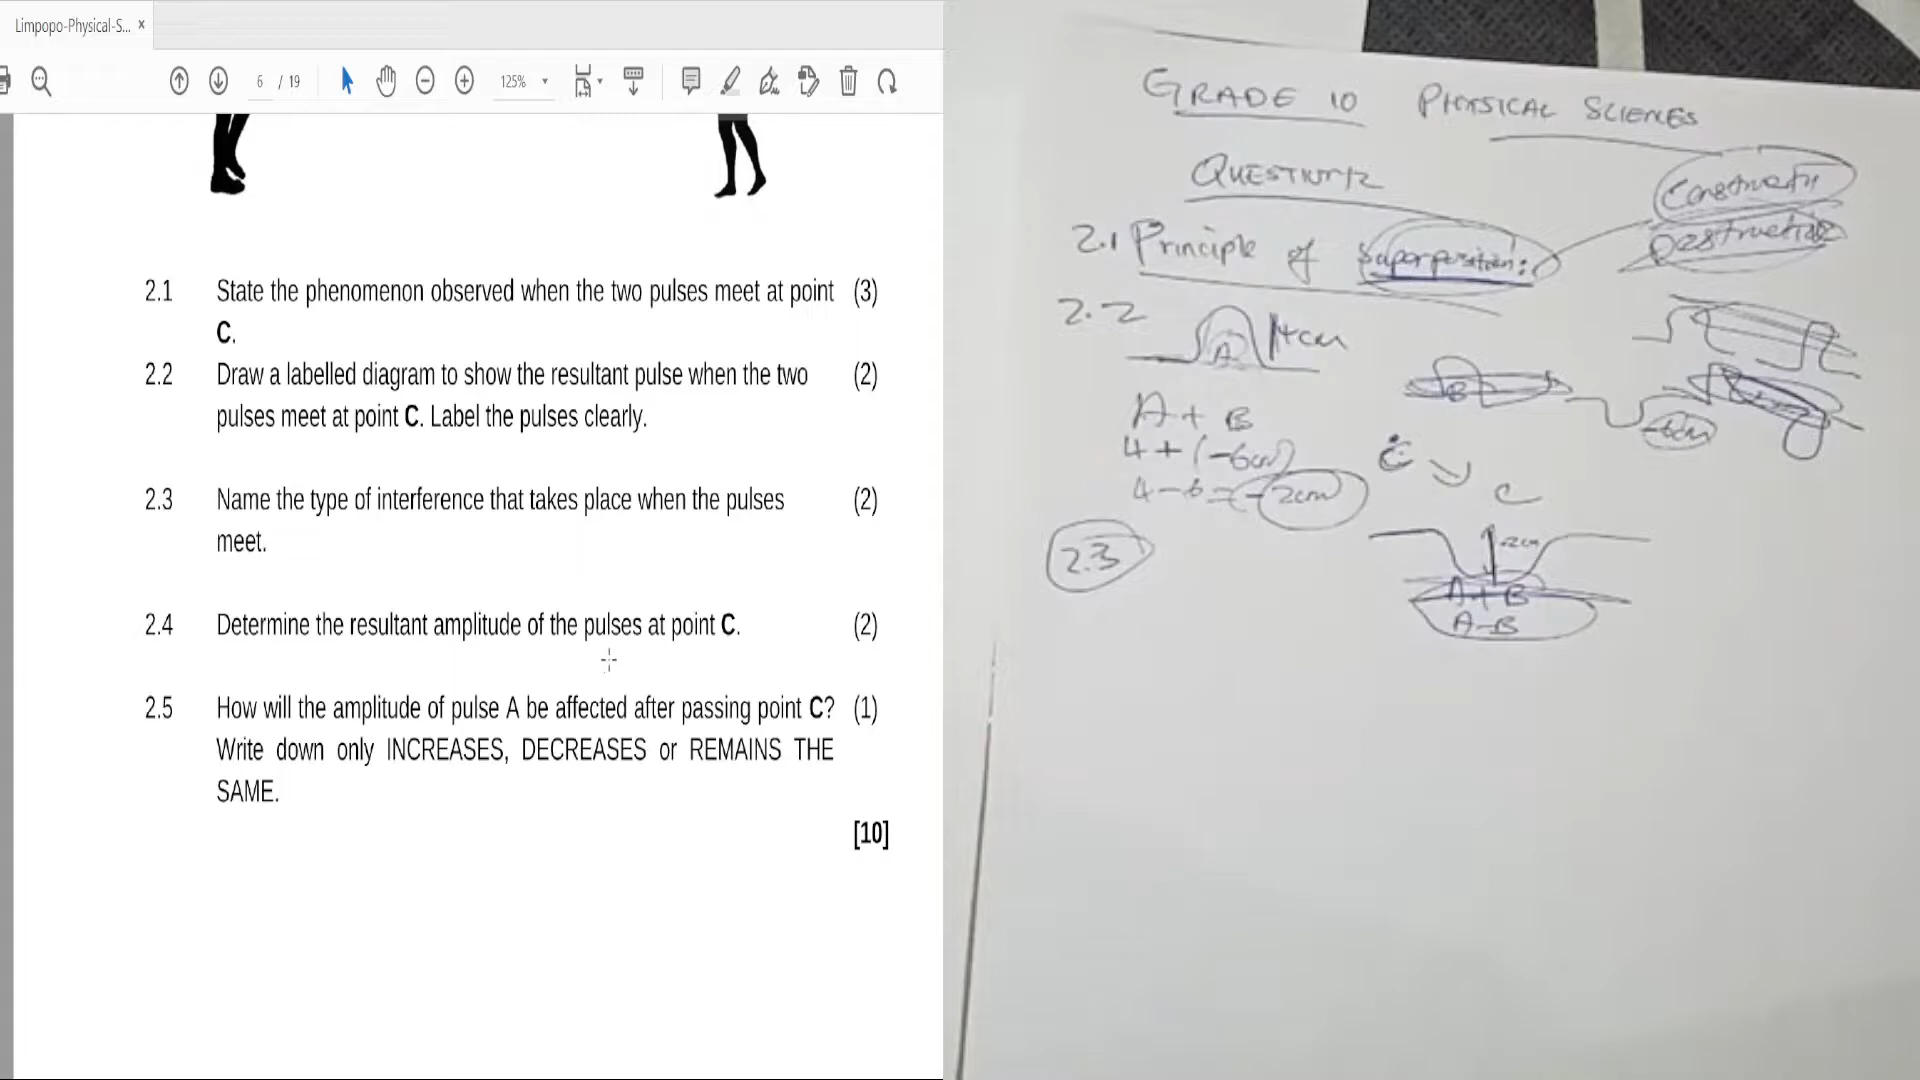 Limpopo-Physical-S... x
6 / 19
125%
2.1 State the phenomenon observed when the two pulses meet at point (3)
C.
2.2 Draw a labelled diagram to show the resultant pulse when the two (2)
pulses meet at point C. Label the pulses clearly.
2.3 Name the type of interference that takes place when the pulses (2)
meet.
2.4 Determine the resultant amplitude of the pulses at point C. (2)
2.5 How will the amplitude of pulse A be affected after passing point C? (1)
Write down only INCREASES, DECREASES or REMAINS THE
SAME.
[10]
GRADE 10 PHYSICAL SCIENCES
QUESTION 2
2.1 Principle of Superposition:
Destructive
2.2
A
4cm
B
-6cm
A + B
4 + (-6cm)
4 - 6 = -2cm
C
2.3
-2cm
A + B
A - B